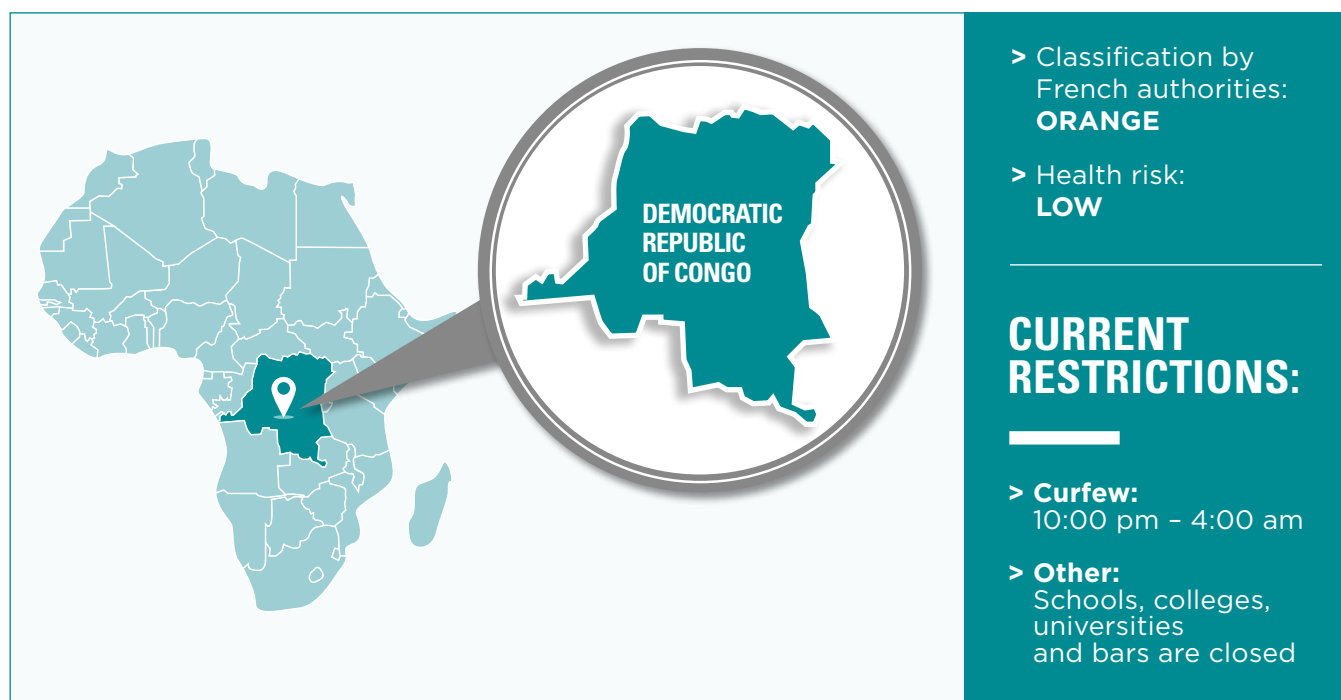 DEMOCRATIC
REPUBLIC
OF CONGO
> Classification by
French authorities:
ORANGE
> Health risk:
LOW
CURRENT
RESTRICTIONS:
> Curfew:
10:00 pm – 4:00 am
> Other:
Schools, colleges,
universities
and bars are closed